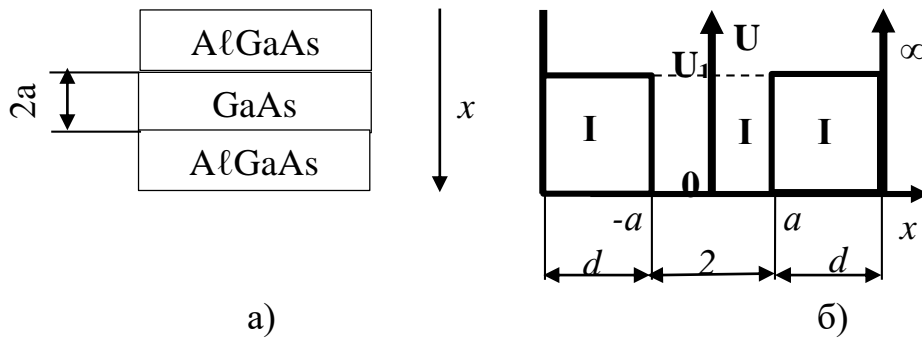 AℓGaAs
GaAs
AℓGaAs
2a
x
U
U₁
∞
I
I
I
0
-a
a
x
d
2
d
а)
б)